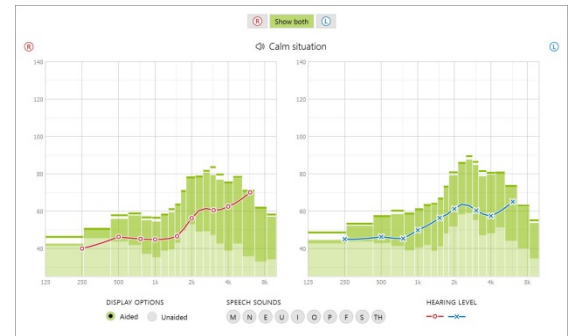 R Show both L
R Calm situation L
140 140
120 120
100 100
80 80
60 60
40 40
125 250 500 1k 2k 4k 8k 125 250 500 1k 2k 4k 8k
DISPLAY OPTIONS SPEECH SOUNDS HEARING LEVEL
Aided Unaided M N E U I O P F S TH